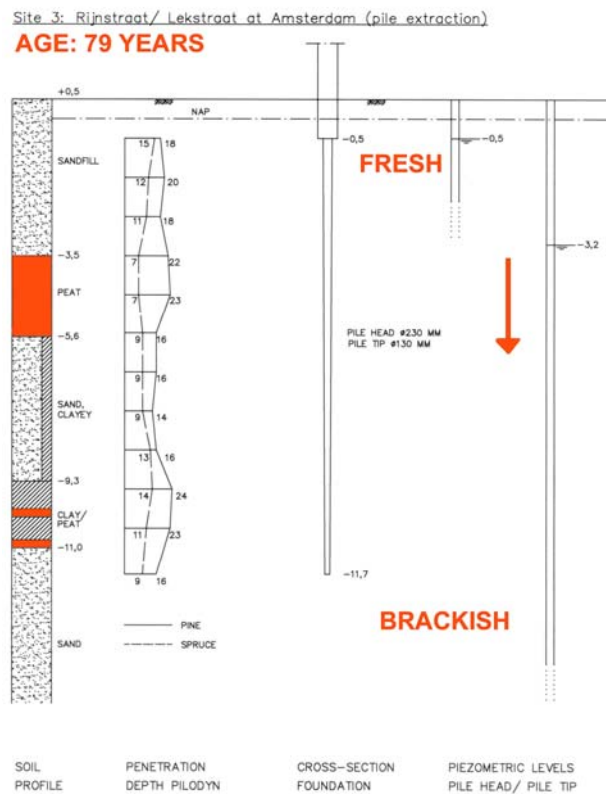 Site 3: Rijnstraat/ Lekstraat at Amsterdam (pile extraction)
AGE: 79 YEARS
+0,5
NAP
15 18
-0,5
-0,5
SANDFILL
FRESH
12 20
11 18
-3,2
-3,5
7 22
PEAT
7 23
PILE HEAD ø230 MM
PILE TIP ø130 MM
-5,6
9 16
9 16
SAND,
CLAYEY
9 14
13 16
-9,3
14 24
CLAY/
PEAT
11 23
-11,0
9 16
-11,7
BRACKISH
PINE
SPRUCE
SAND
SOIL
PROFILE
PENETRATION
DEPTH PILODYN
CROSS-SECTION
FOUNDATION
PIEZOMETRIC LEVELS
PILE HEAD/ PILE TIP